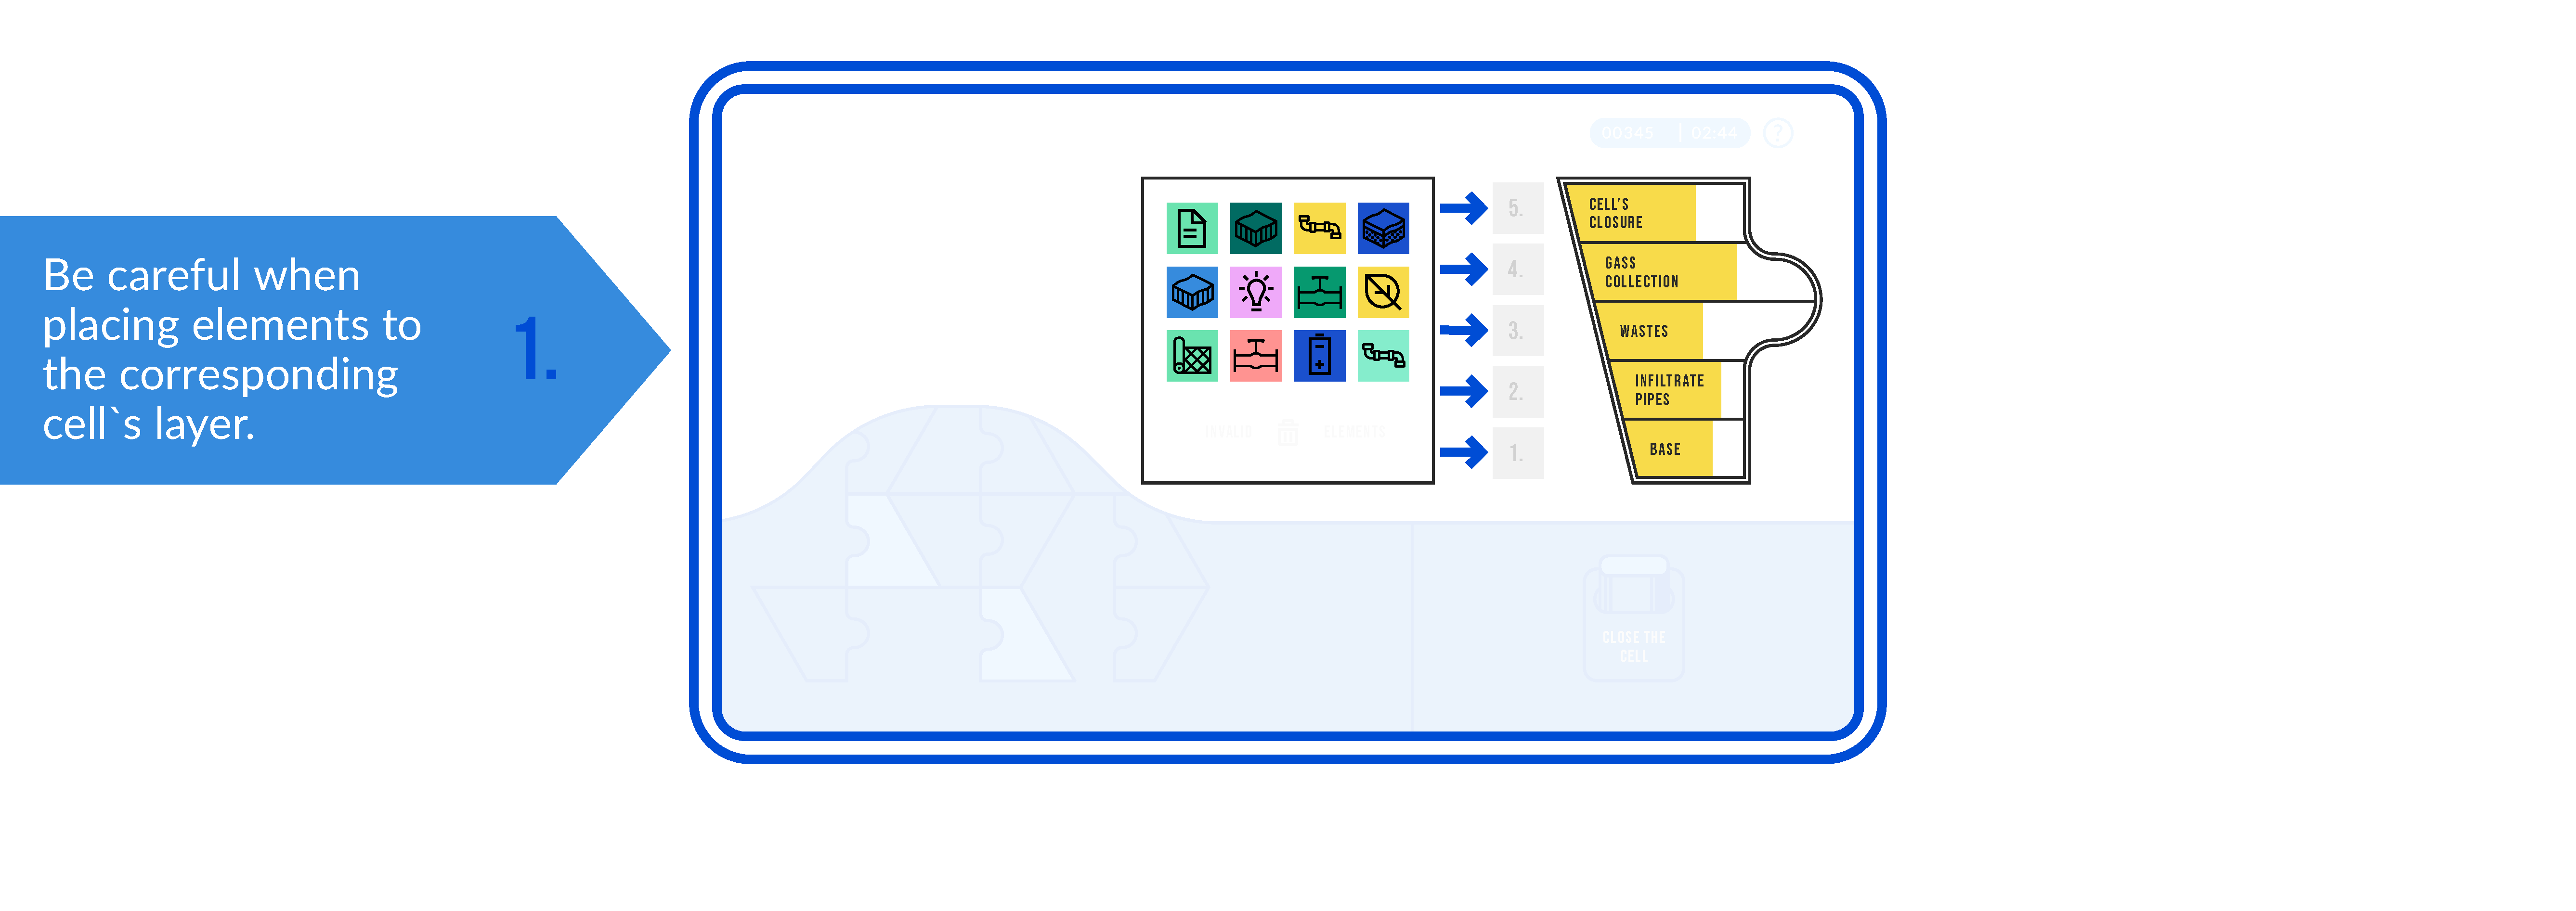 Be careful when
placing elements to
the corresponding
cell`s layer.
1.
00345 | 02:44 ?
5.
4.
3.
2.
1.
CELL'S
CLOSURE
GASS
COLLECTION
WASTES
INFILTRATE
PIPES
BASE
INVALID ELEMENTS
CLOSE THE
CELL